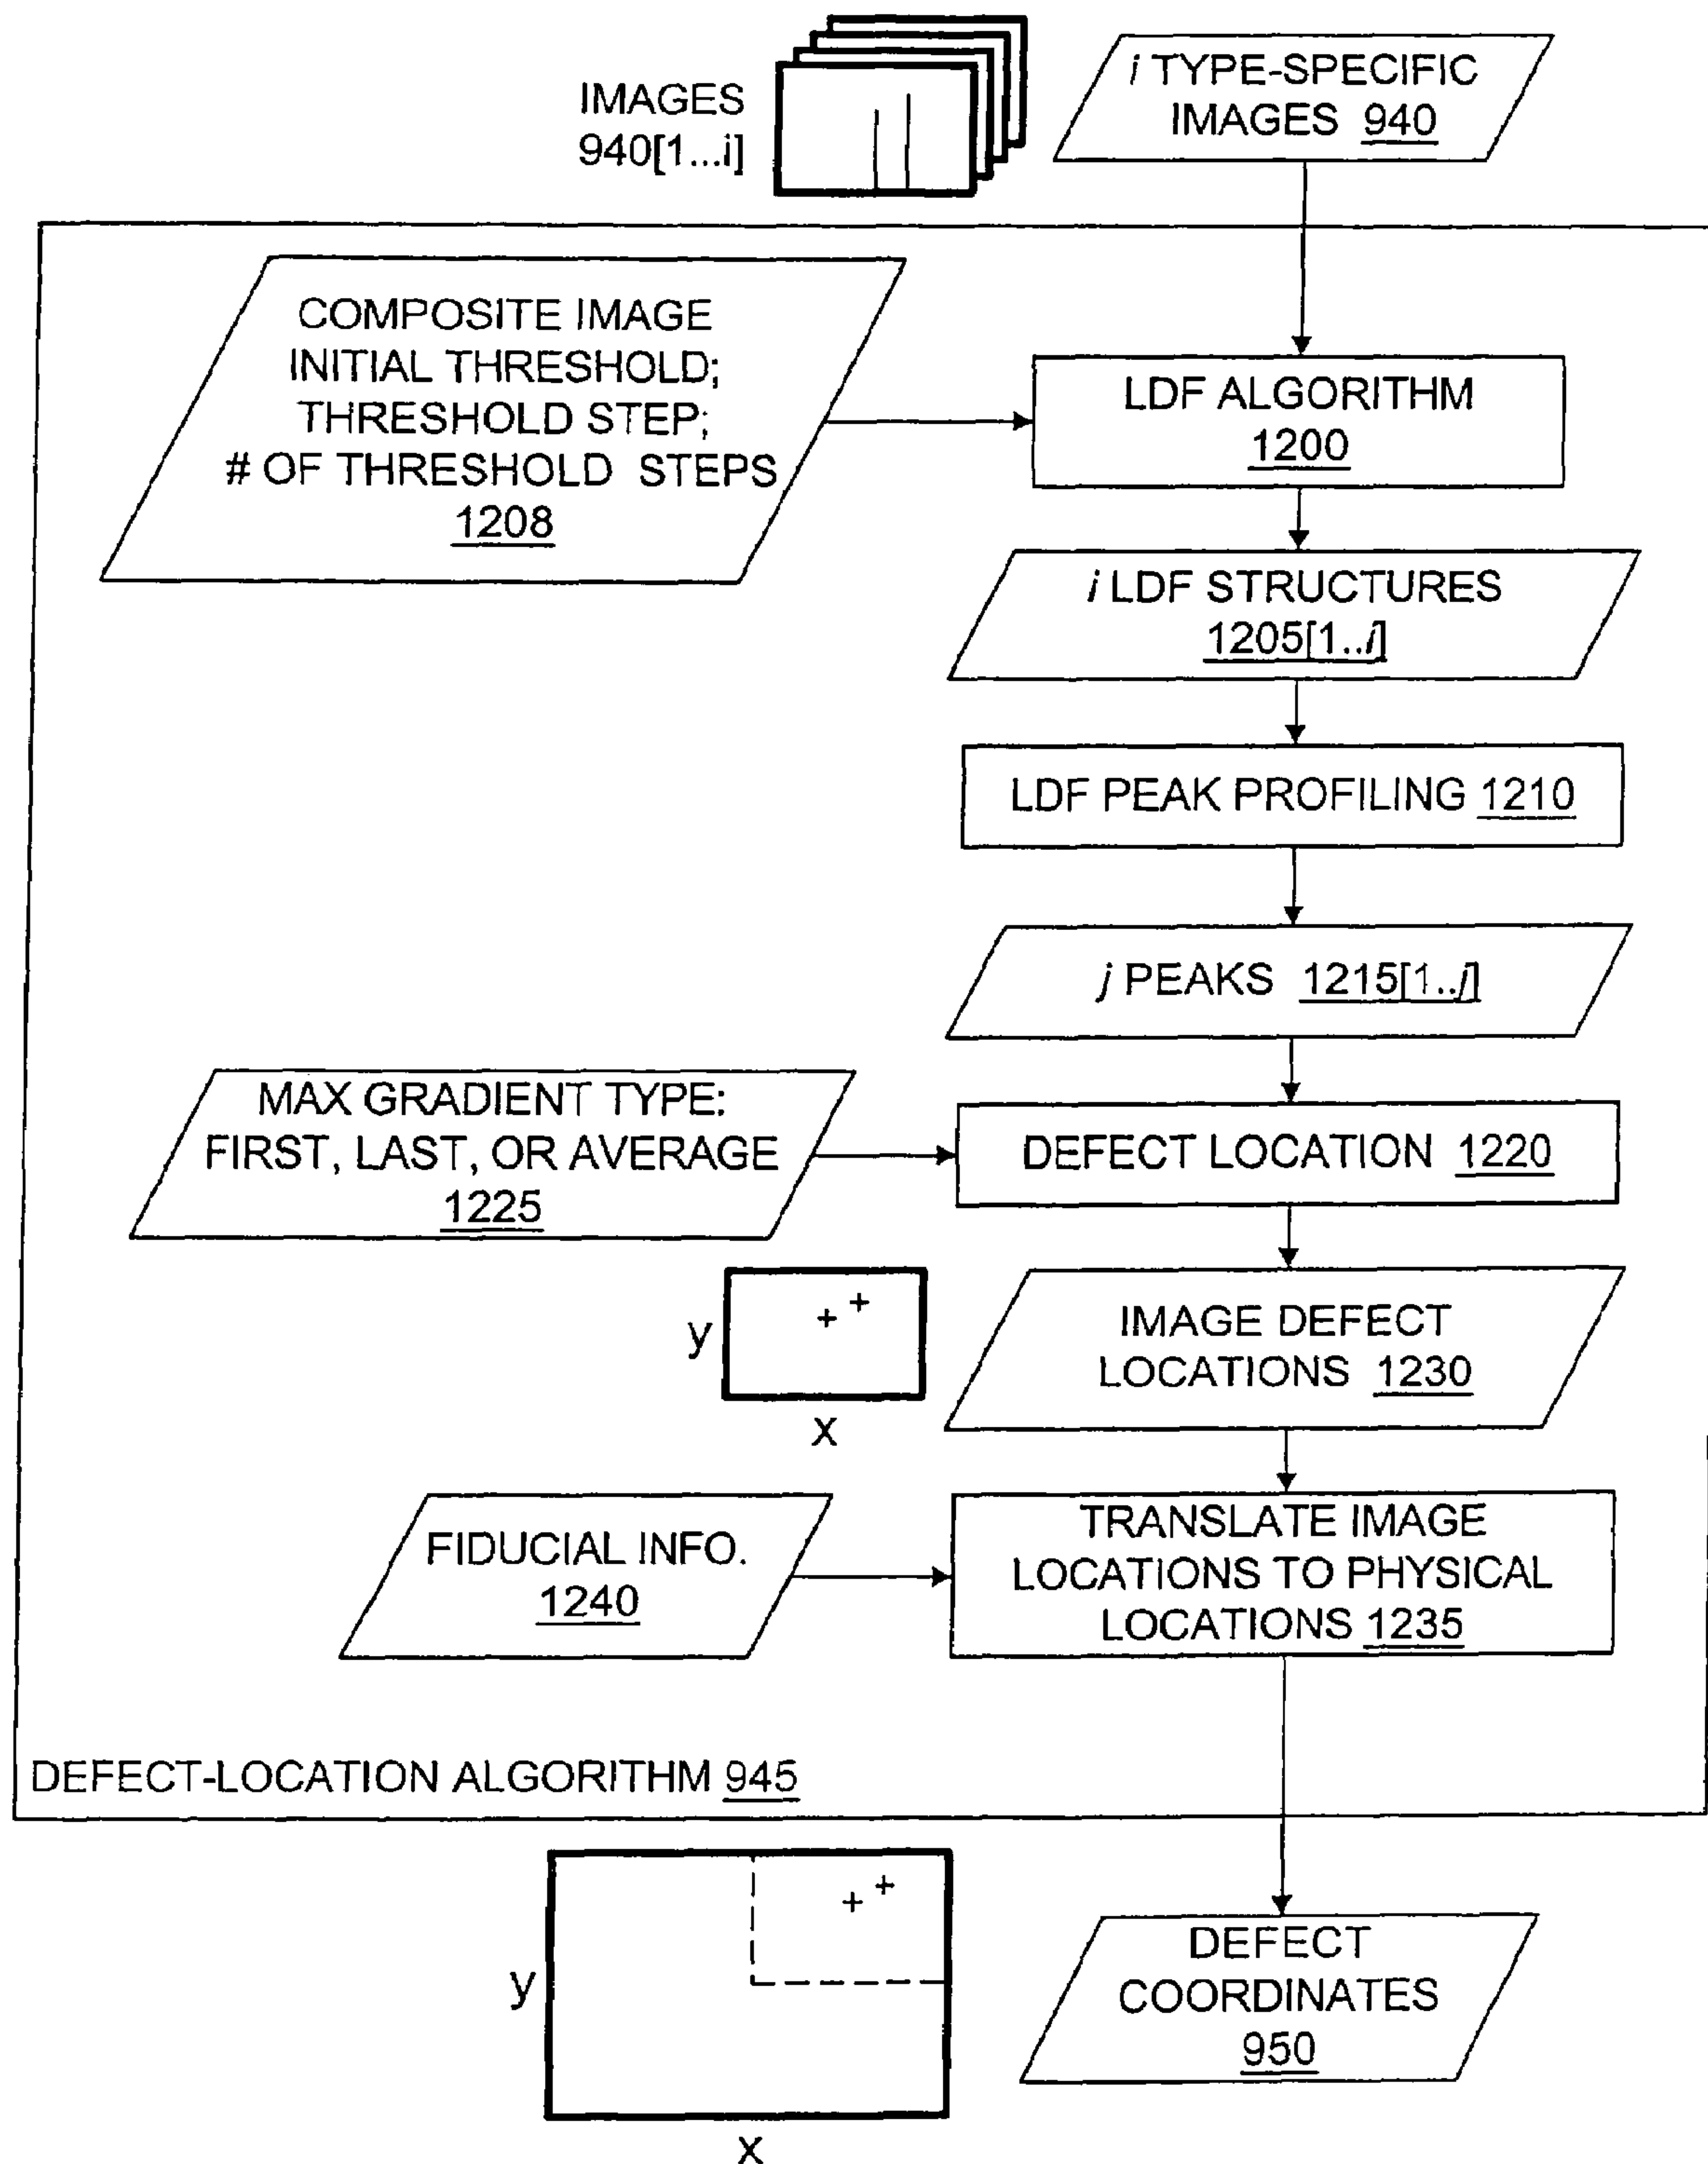 IMAGES
940[1...i]
i TYPE-SPECIFIC
IMAGES 940
COMPOSITE IMAGE
INITIAL THRESHOLD;
THRESHOLD STEP;
# OF THRESHOLD STEPS
1208
LDF ALGORITHM
1200
i LDF STRUCTURES
1205[1..i]
LDF PEAK PROFILING 1210
j PEAKS 1215[1..j]
MAX GRADIENT TYPE:
FIRST, LAST, OR AVERAGE
1225
DEFECT LOCATION 1220
y
x
IMAGE DEFECT
LOCATIONS 1230
FIDUCIAL INFO.
1240
TRANSLATE IMAGE
LOCATIONS TO PHYSICAL
LOCATIONS 1235
DEFECT-LOCATION ALGORITHM 945
y
x
DEFECT
COORDINATES
950